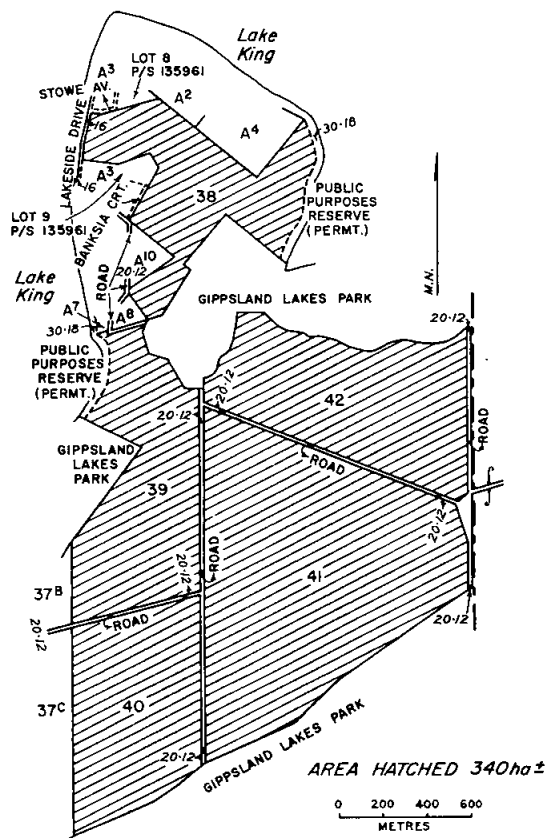 Lake
King
LOT 8
P/S 135961
A3
STOWE
AV.
A2
A4
16
30·18
LAKESIDE DRIVE
A3
16
38
PUBLIC
PURPOSES
RESERVE
(PERMT.)
LOT 9
P/S 135961
BANKSIA CRT.
M.N.
A10
Lake
King
20·12
ROAD
GIPPSLAND LAKES PARK
A7
A8
30·18
20·12
PUBLIC
PURPOSES
RESERVE
(PERMT.)
20·12
42
20·12
ROAD
ROAD
GIPPSLAND
LAKES
PARK
39
20·12
20·12
ROAD
41
37B
20·12
20·12
ROAD
20·12
37C
40
20·12
GIPPSLAND LAKES PARK
AREA HATCHED 340ha±
0 200 400 600
METRES